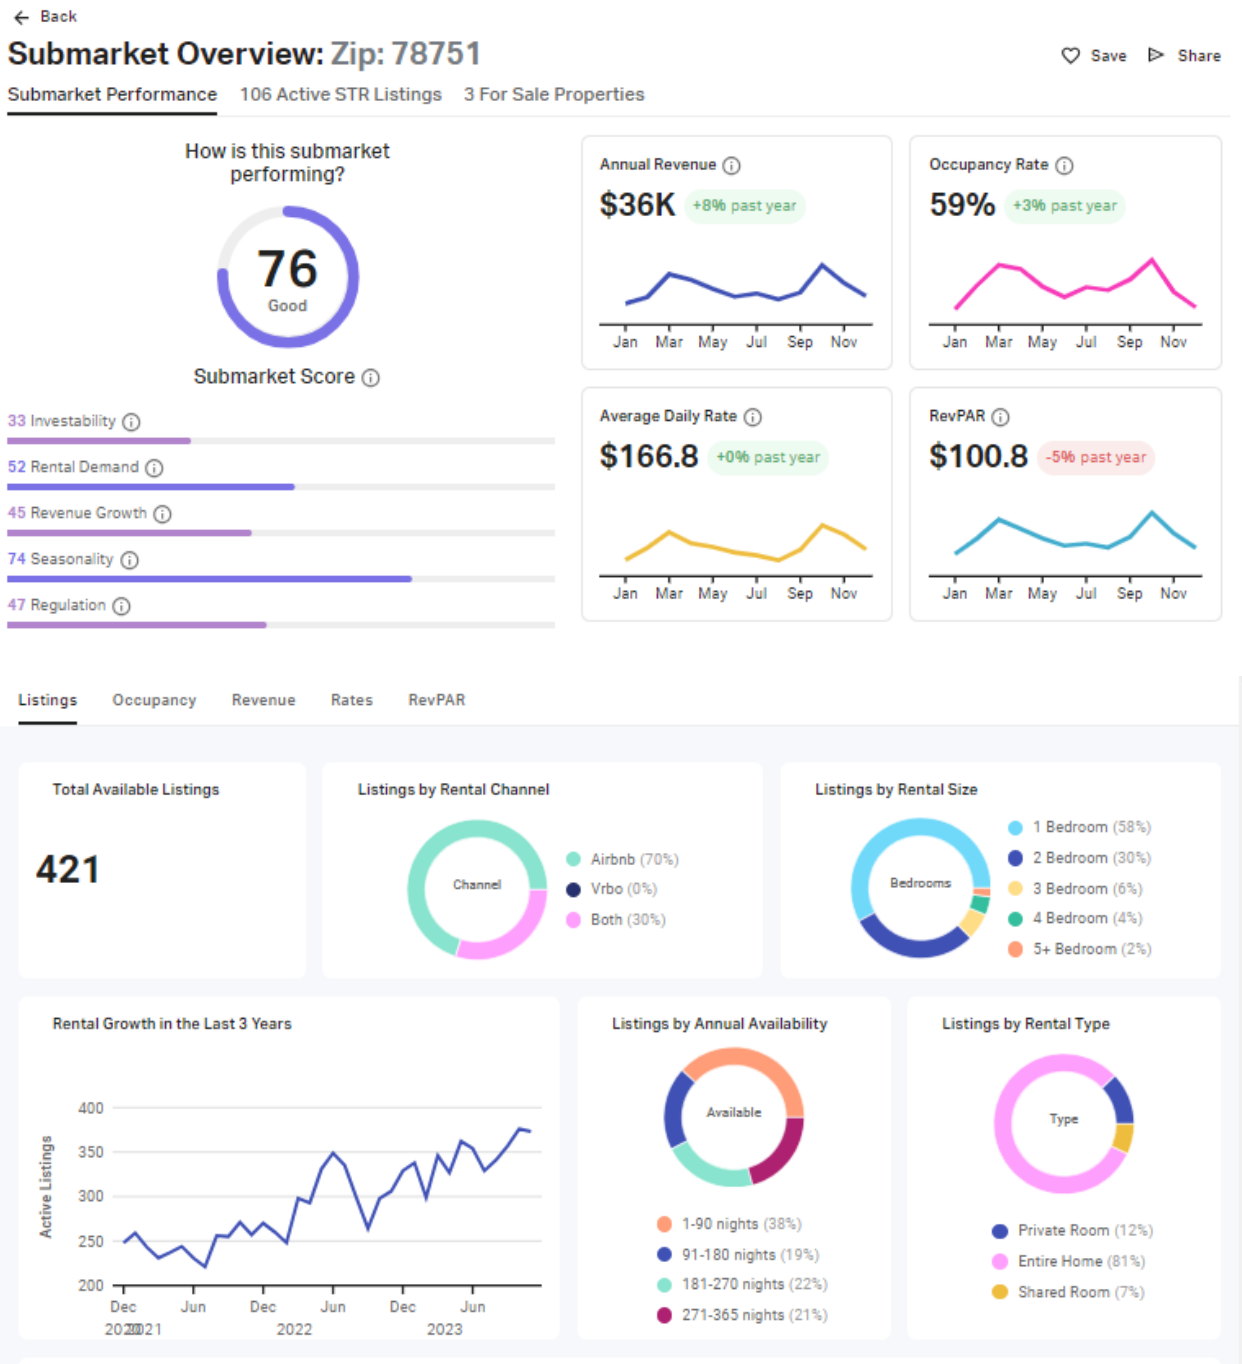 Back
Submarket Overview: Zip: 78751
Save
Share
Submarket Performance
106 Active STR Listings
3 For Sale Properties
How is this submarket
performing?
76
Good
Submarket Score
33 Investability
52 Rental Demand
45 Revenue Growth
74 Seasonality
47 Regulation
Annual Revenue
$36K +8% past year
Jan Mar May Jul Sep Nov
Occupancy Rate
59% +3% past year
Jan Mar May Jul Sep Nov
Average Daily Rate
$166.8 +0% past year
Jan Mar May Jul Sep Nov
RevPAR
$100.8 -5% past year
Jan Mar May Jul Sep Nov
Listings Occupancy Revenue Rates RevPAR
Total Available Listings
421
Listings by Rental Channel
Channel
Airbnb (70%)
Vrbo (0%)
Both (30%)
Listings by Rental Size
Bedrooms
1 Bedroom (58%)
2 Bedroom (30%)
3 Bedroom (6%)
4 Bedroom (4%)
5+ Bedroom (2%)
Rental Growth in the Last 3 Years
Active Listings
400
350
300
250
200
Dec Jun Dec Jun Dec Jun
2020 2021 2022 2023
Listings by Annual Availability
Available
1-90 nights (38%)
91-180 nights (19%)
181-270 nights (22%)
271-365 nights (21%)
Listings by Rental Type
Type
Private Room (12%)
Entire Home (81%)
Shared Room (7%)